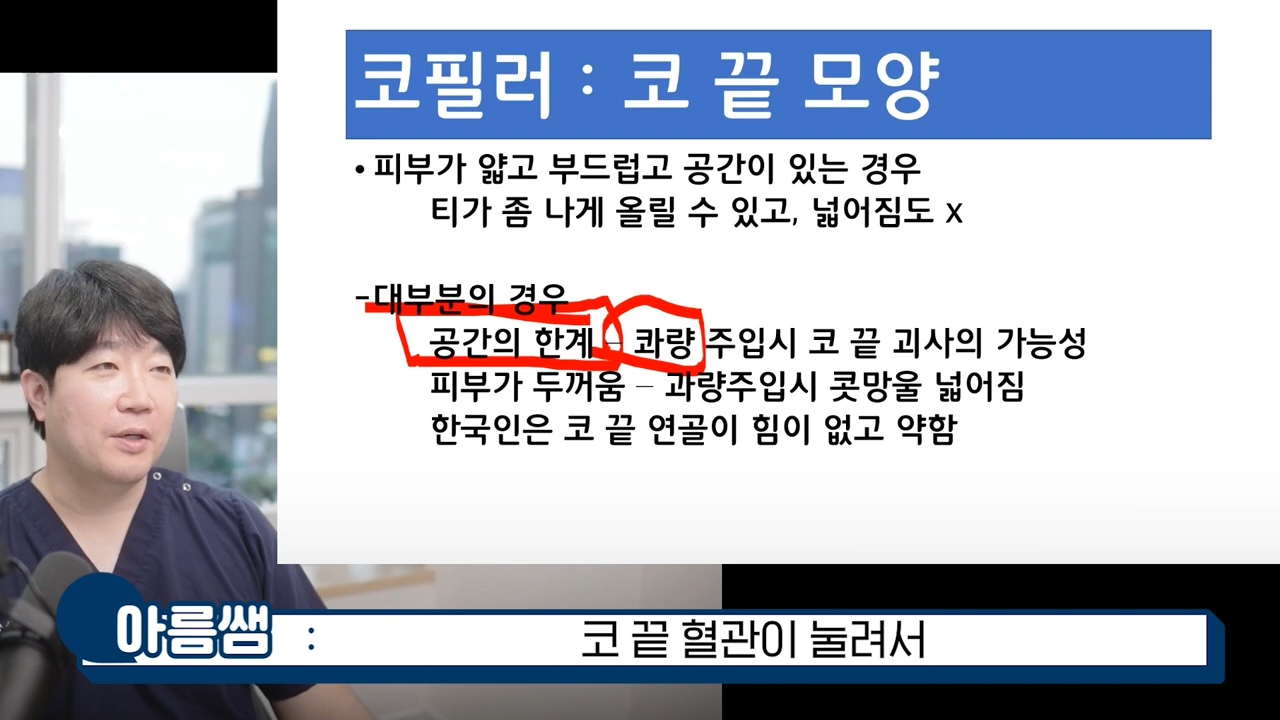 코필러 : 코 끝 모양
• 피부가 얇고 부드럽고 공간이 있는 경우
티가 좀 나게 올릴 수 있고, 넓어짐도 x
-대부분의 경우
공간의 한계 – 과량 주입시 코 끝 괴사의 가능성
피부가 두꺼움 – 과량주입시 콧망울 넓어짐
한국인은 코 끝 연골이 힘이 없고 약함
아름쌤 : 코 끝 혈관이 눌려서